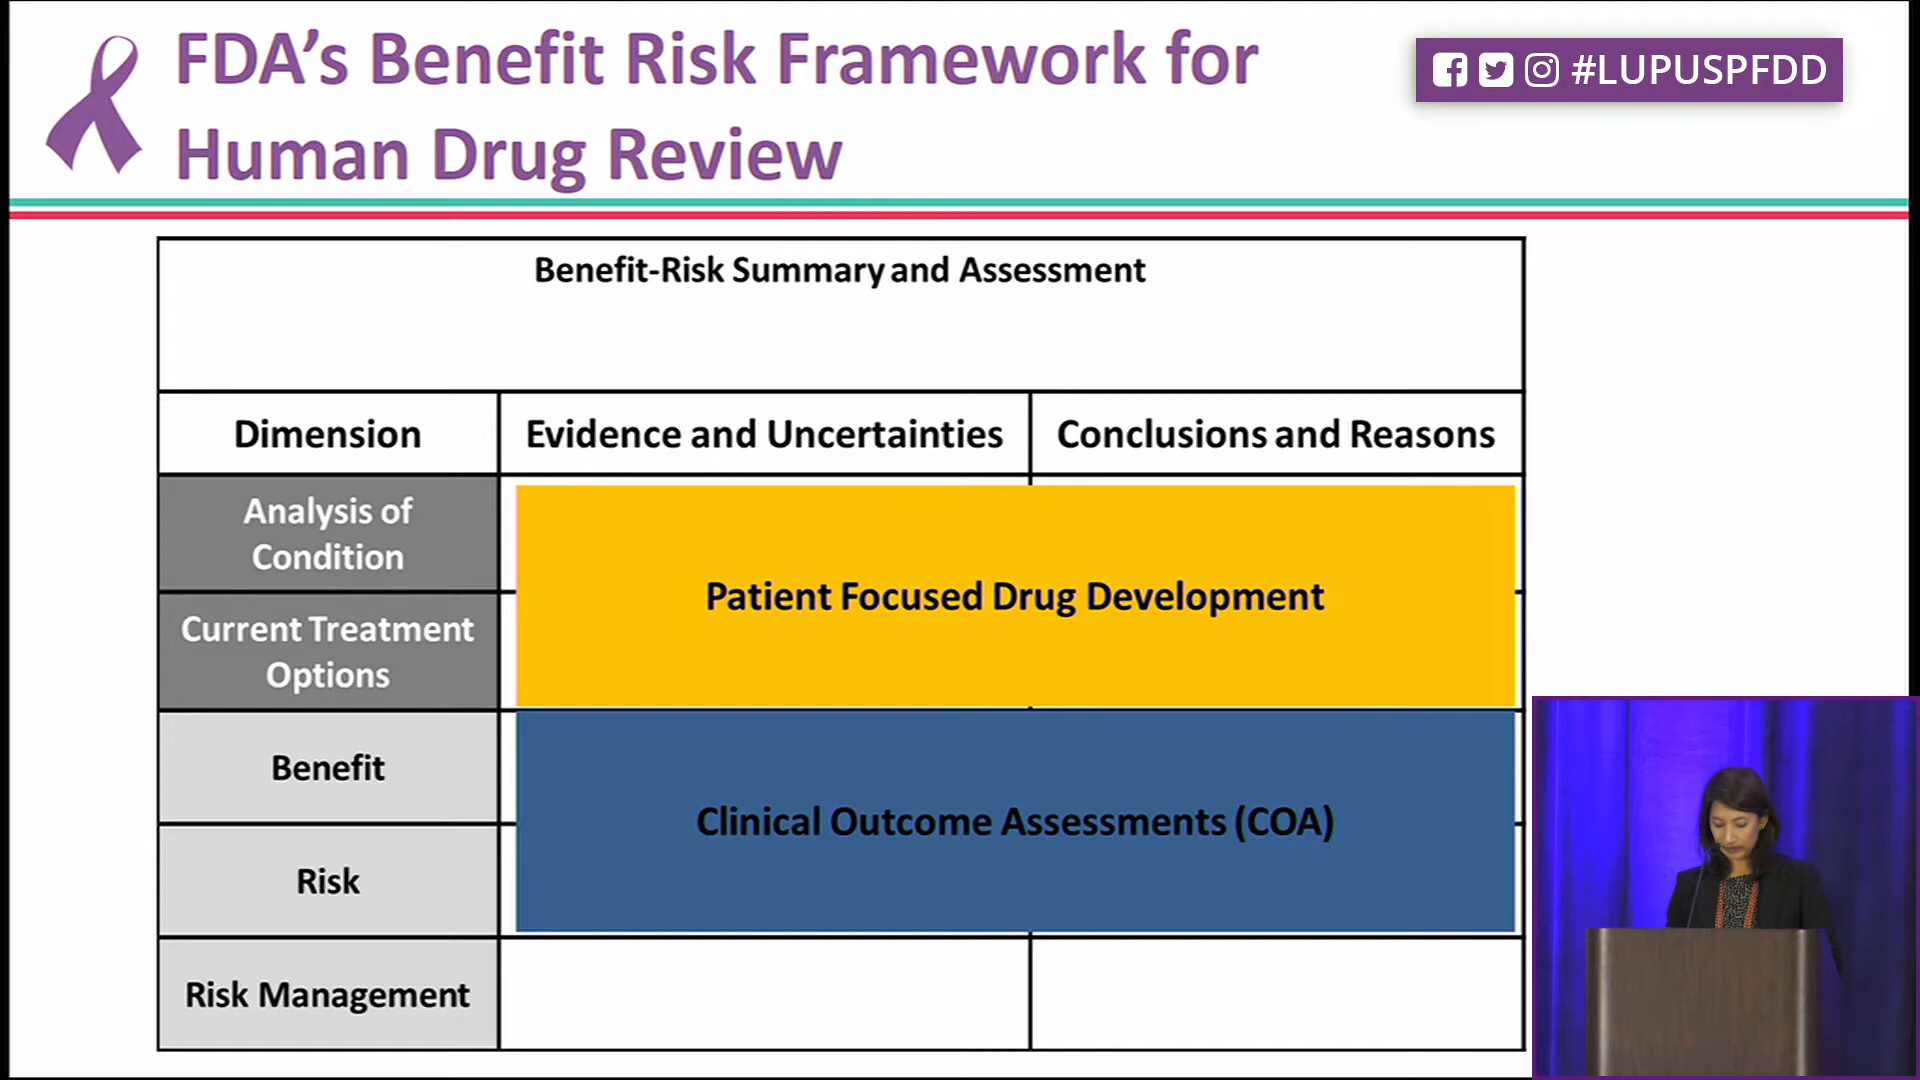 FDA's Benefit Risk Framework for
Human Drug Review
#LUPUSPFDD
Benefit-Risk Summary and Assessment
Dimension
Evidence and Uncertainties
Conclusions and Reasons
Analysis of
Condition
Patient Focused Drug Development
Current Treatment
Options
Benefit
Clinical Outcome Assessments (COA)
Risk
Risk Management